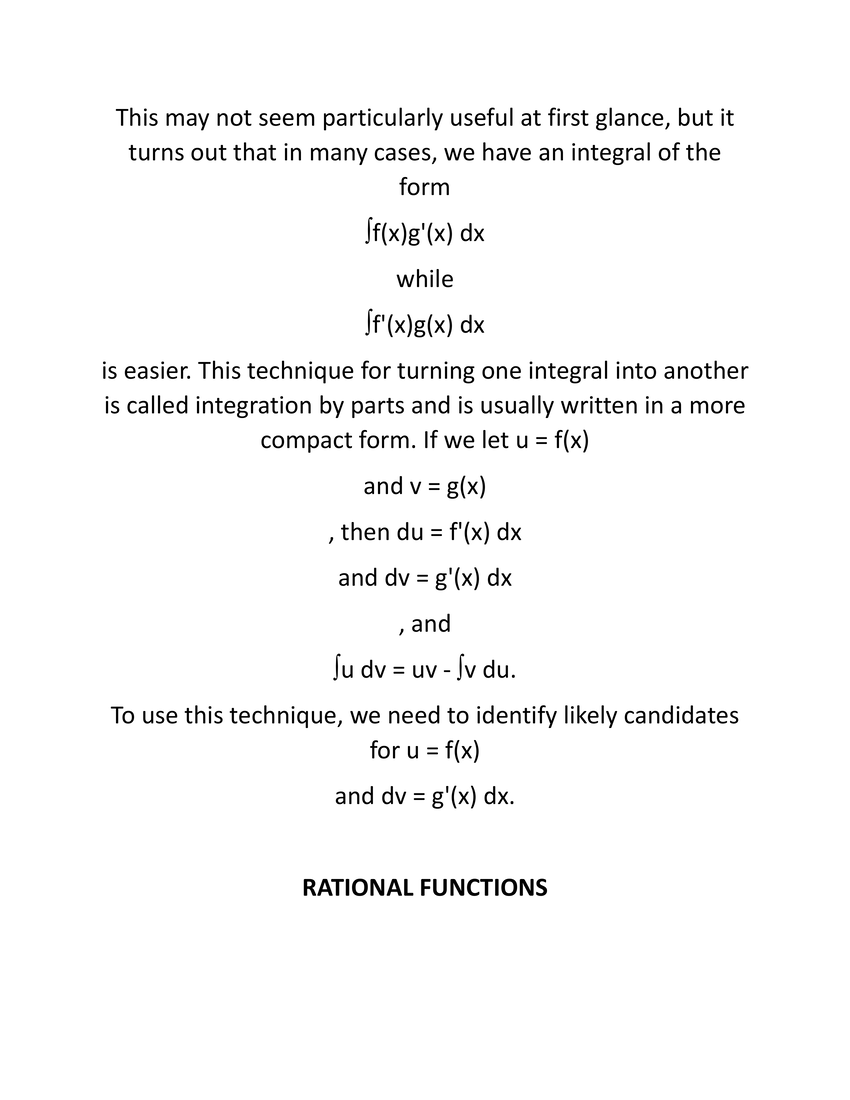 This may not seem particularly useful at first glance, but it
turns out that in many cases, we have an integral of the
form
∫f(x)g'(x) dx
while
∫f'(x)g(x) dx
is easier. This technique for turning one integral into another
is called integration by parts and is usually written in a more
compact form. If we let u = f(x)
and v = g(x)
, then du = f'(x) dx
and dv = g'(x) dx
, and
∫u dv = uv - ∫v du.
To use this technique, we need to identify likely candidates
for u = f(x)
and dv = g'(x) dx.
RATIONAL FUNCTIONS